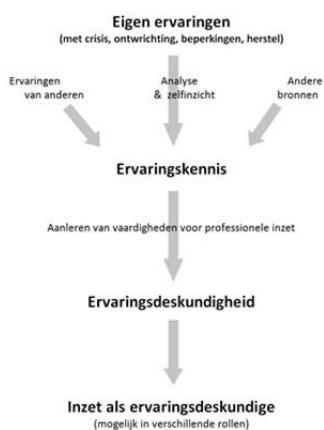 Eigen ervaringen
(met crisis, ontwrichting, beperkingen, herstel)
Ervaringen
van anderen
Analyse
& zelfinzicht
Andere
bronnen
Ervaringskennis
Aanleren van vaardigheden voor professionele inzet
Ervaringsdeskundigheid
Inzet als ervaringsdeskundige
(mogelijk in verschillende rollen)